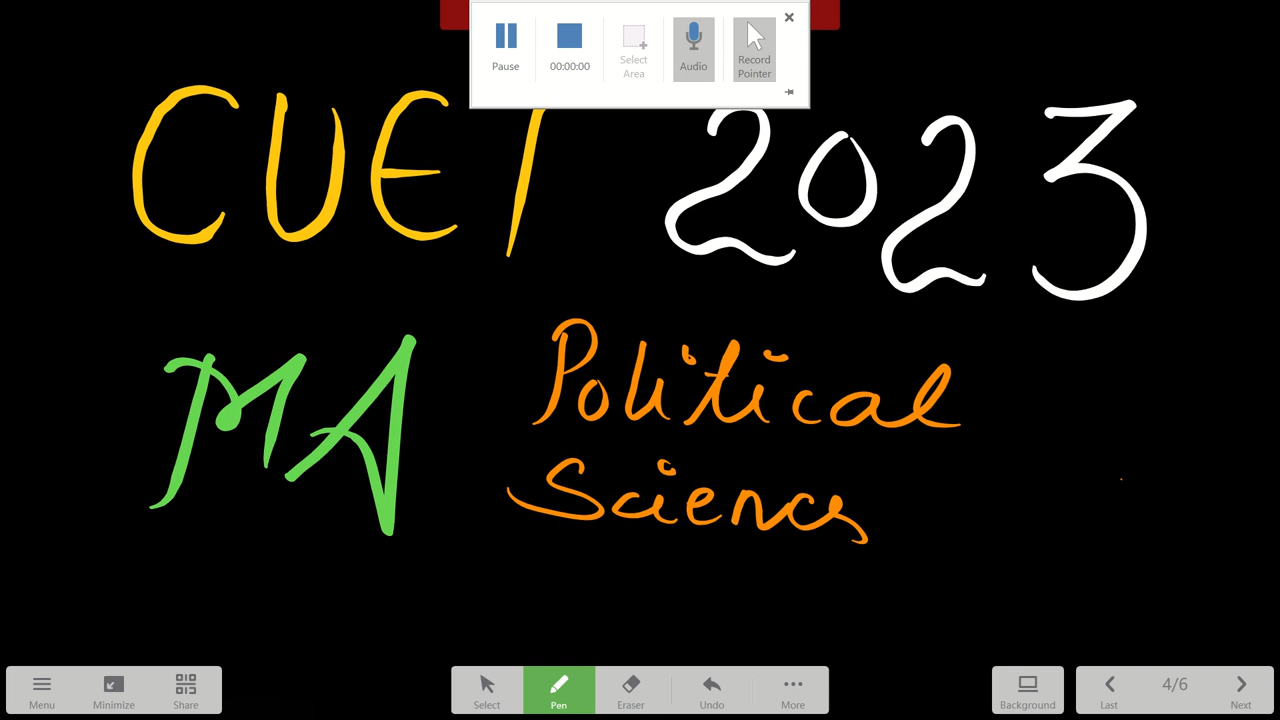 Pause
00:00:00
Select
Area
Audio
Record
Pointer
CUET 2023
MA Political
Science
Menu
Minimize
Share
Select
Pen
Eraser
Undo
More
Background
Last
4/6
Next